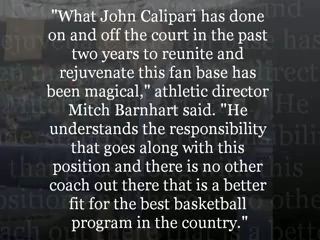 "What John Calipari has done
on and off the court in the past
two years to reunite and
rejuvenate this fan base has
been magical," athletic director
Mitch Barnhart said. "He
understands the responsibility
that goes along with this
position and there is no other
coach out there that is a better
fit for the best basketball
program in the country."